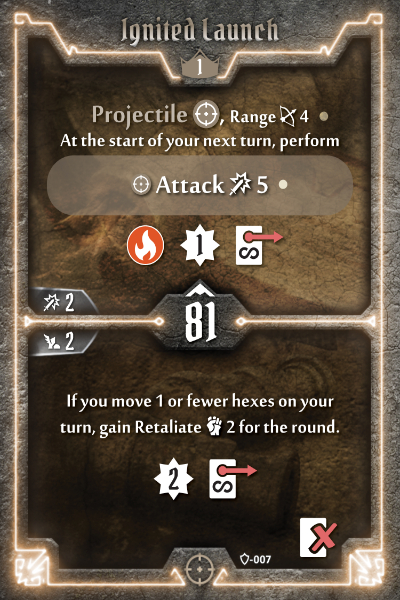 Ignited Launch
1
Projectile , Range 4
At the start of your next turn, perform
Attack 5
1
2
81
2
If you move 1 or fewer hexes on your
turn, gain Retaliate 2 for the round.
2
-007